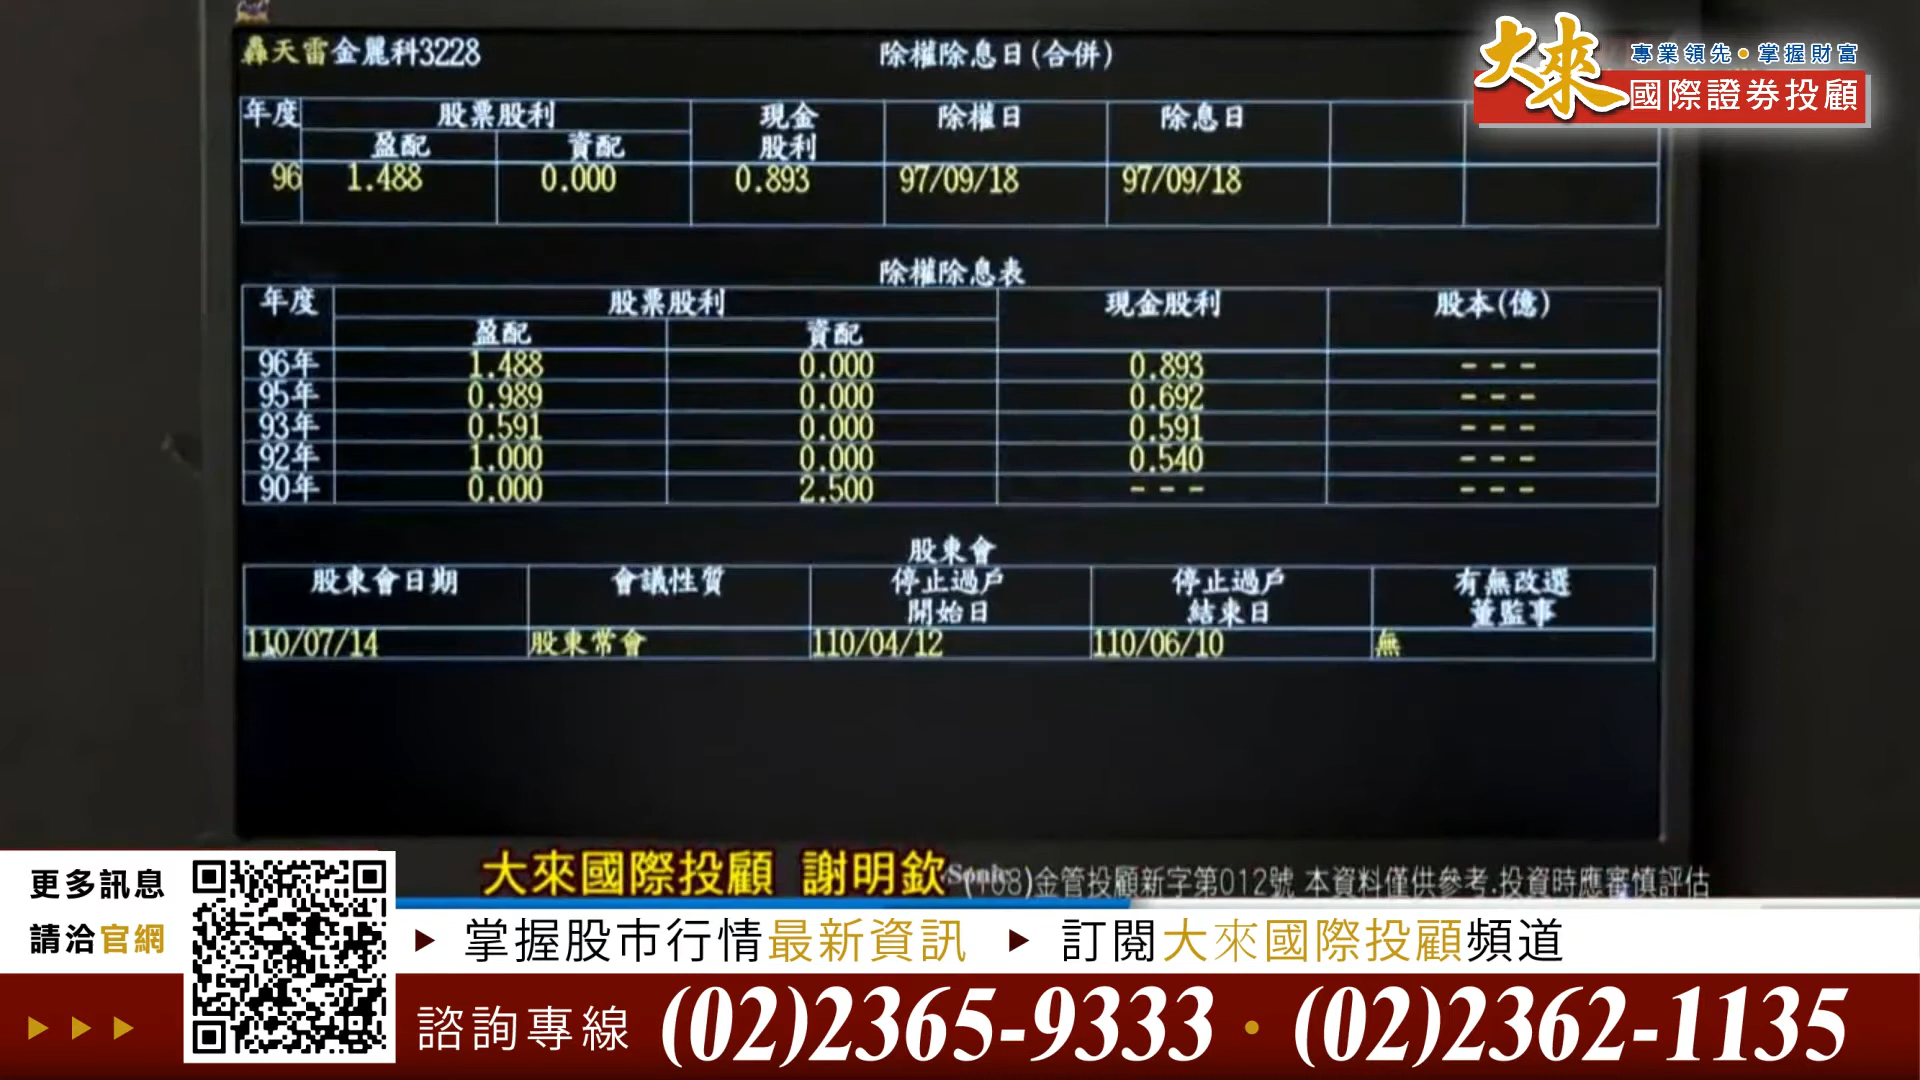 轟天雷金麗科3228
除權除息日(合併)
大來
專業領先•掌握財富
國際證券投顧
年度 股票股利 現金股利 除權日 除息日
盈配 資配
96 1.488 0.000 0.893 97/09/18 97/09/18
除權除息表
年度 股票股利 現金股利 股本(億)
盈配 資配
96年 1.488 0.000 0.893 ---
95年 0.989 0.000 0.692 ---
93年 0.591 0.000 0.591 ---
92年 1.000 0.000 0.540 ---
90年 0.000 2.500 --- ---
股東會
股東會日期 會議性質 停止過戶開始日 停止過戶結束日 有無改選董監事
110/07/14 股東常會 110/04/12 110/06/10 無
大來國際投顧 謝明欽
Sonic
(108)金管投顧新字第012號 本資料僅供參考.投資時應審慎評估
更多訊息
請洽官網
掌握股市行情最新資訊 訂閱大來國際投顧頻道
諮詢專線 (02)2365-9333•(02)2362-1135